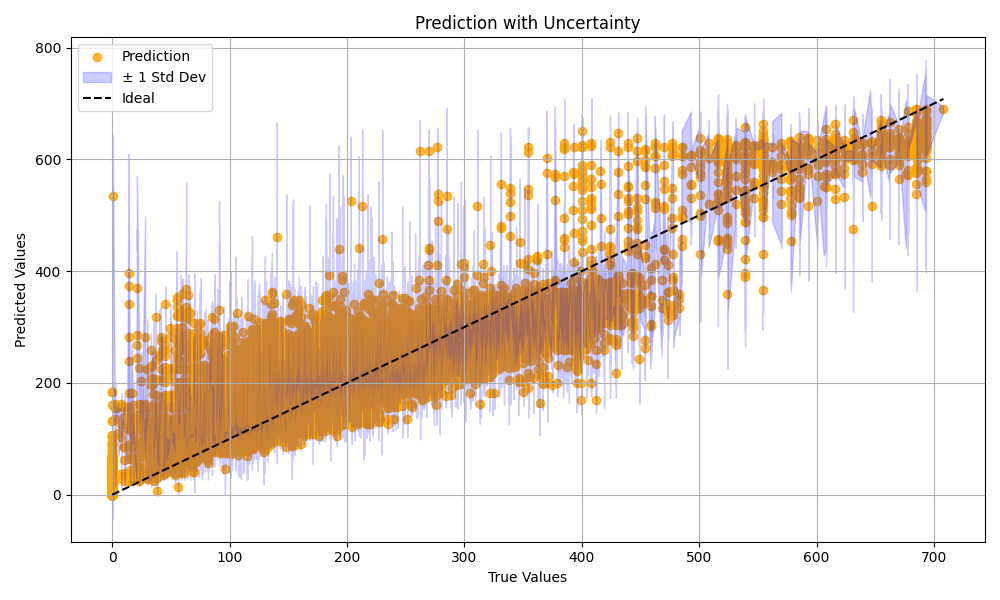 Prediction with Uncertainty
Prediction
± 1 Std Dev
Ideal
Predicted Values
800
600
400
200
0
0 100 200 300 400 500 600 700
True Values